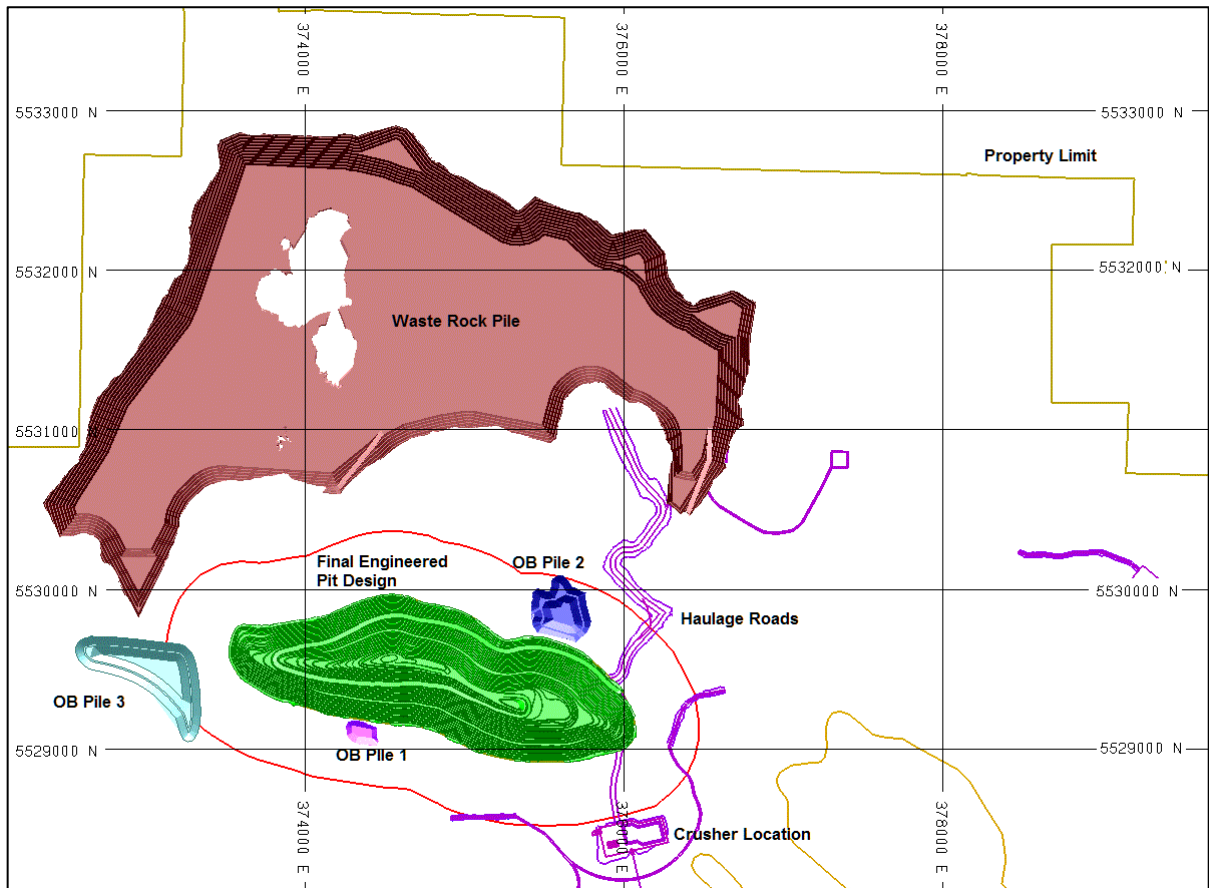 374000 E
376000 E
378000 E
5533000 N
5533000 N
Property Limit
5532000 N
5532000 N
Waste Rock Pile
5531000 N
Final Engineered
Pit Design
OB Pile 2
5530000 N
5530000 N
Haulage Roads
OB Pile 3
5529000 N
5529000 N
OB PIle 1
374000 E
376000 E
378000 E
Crusher Location